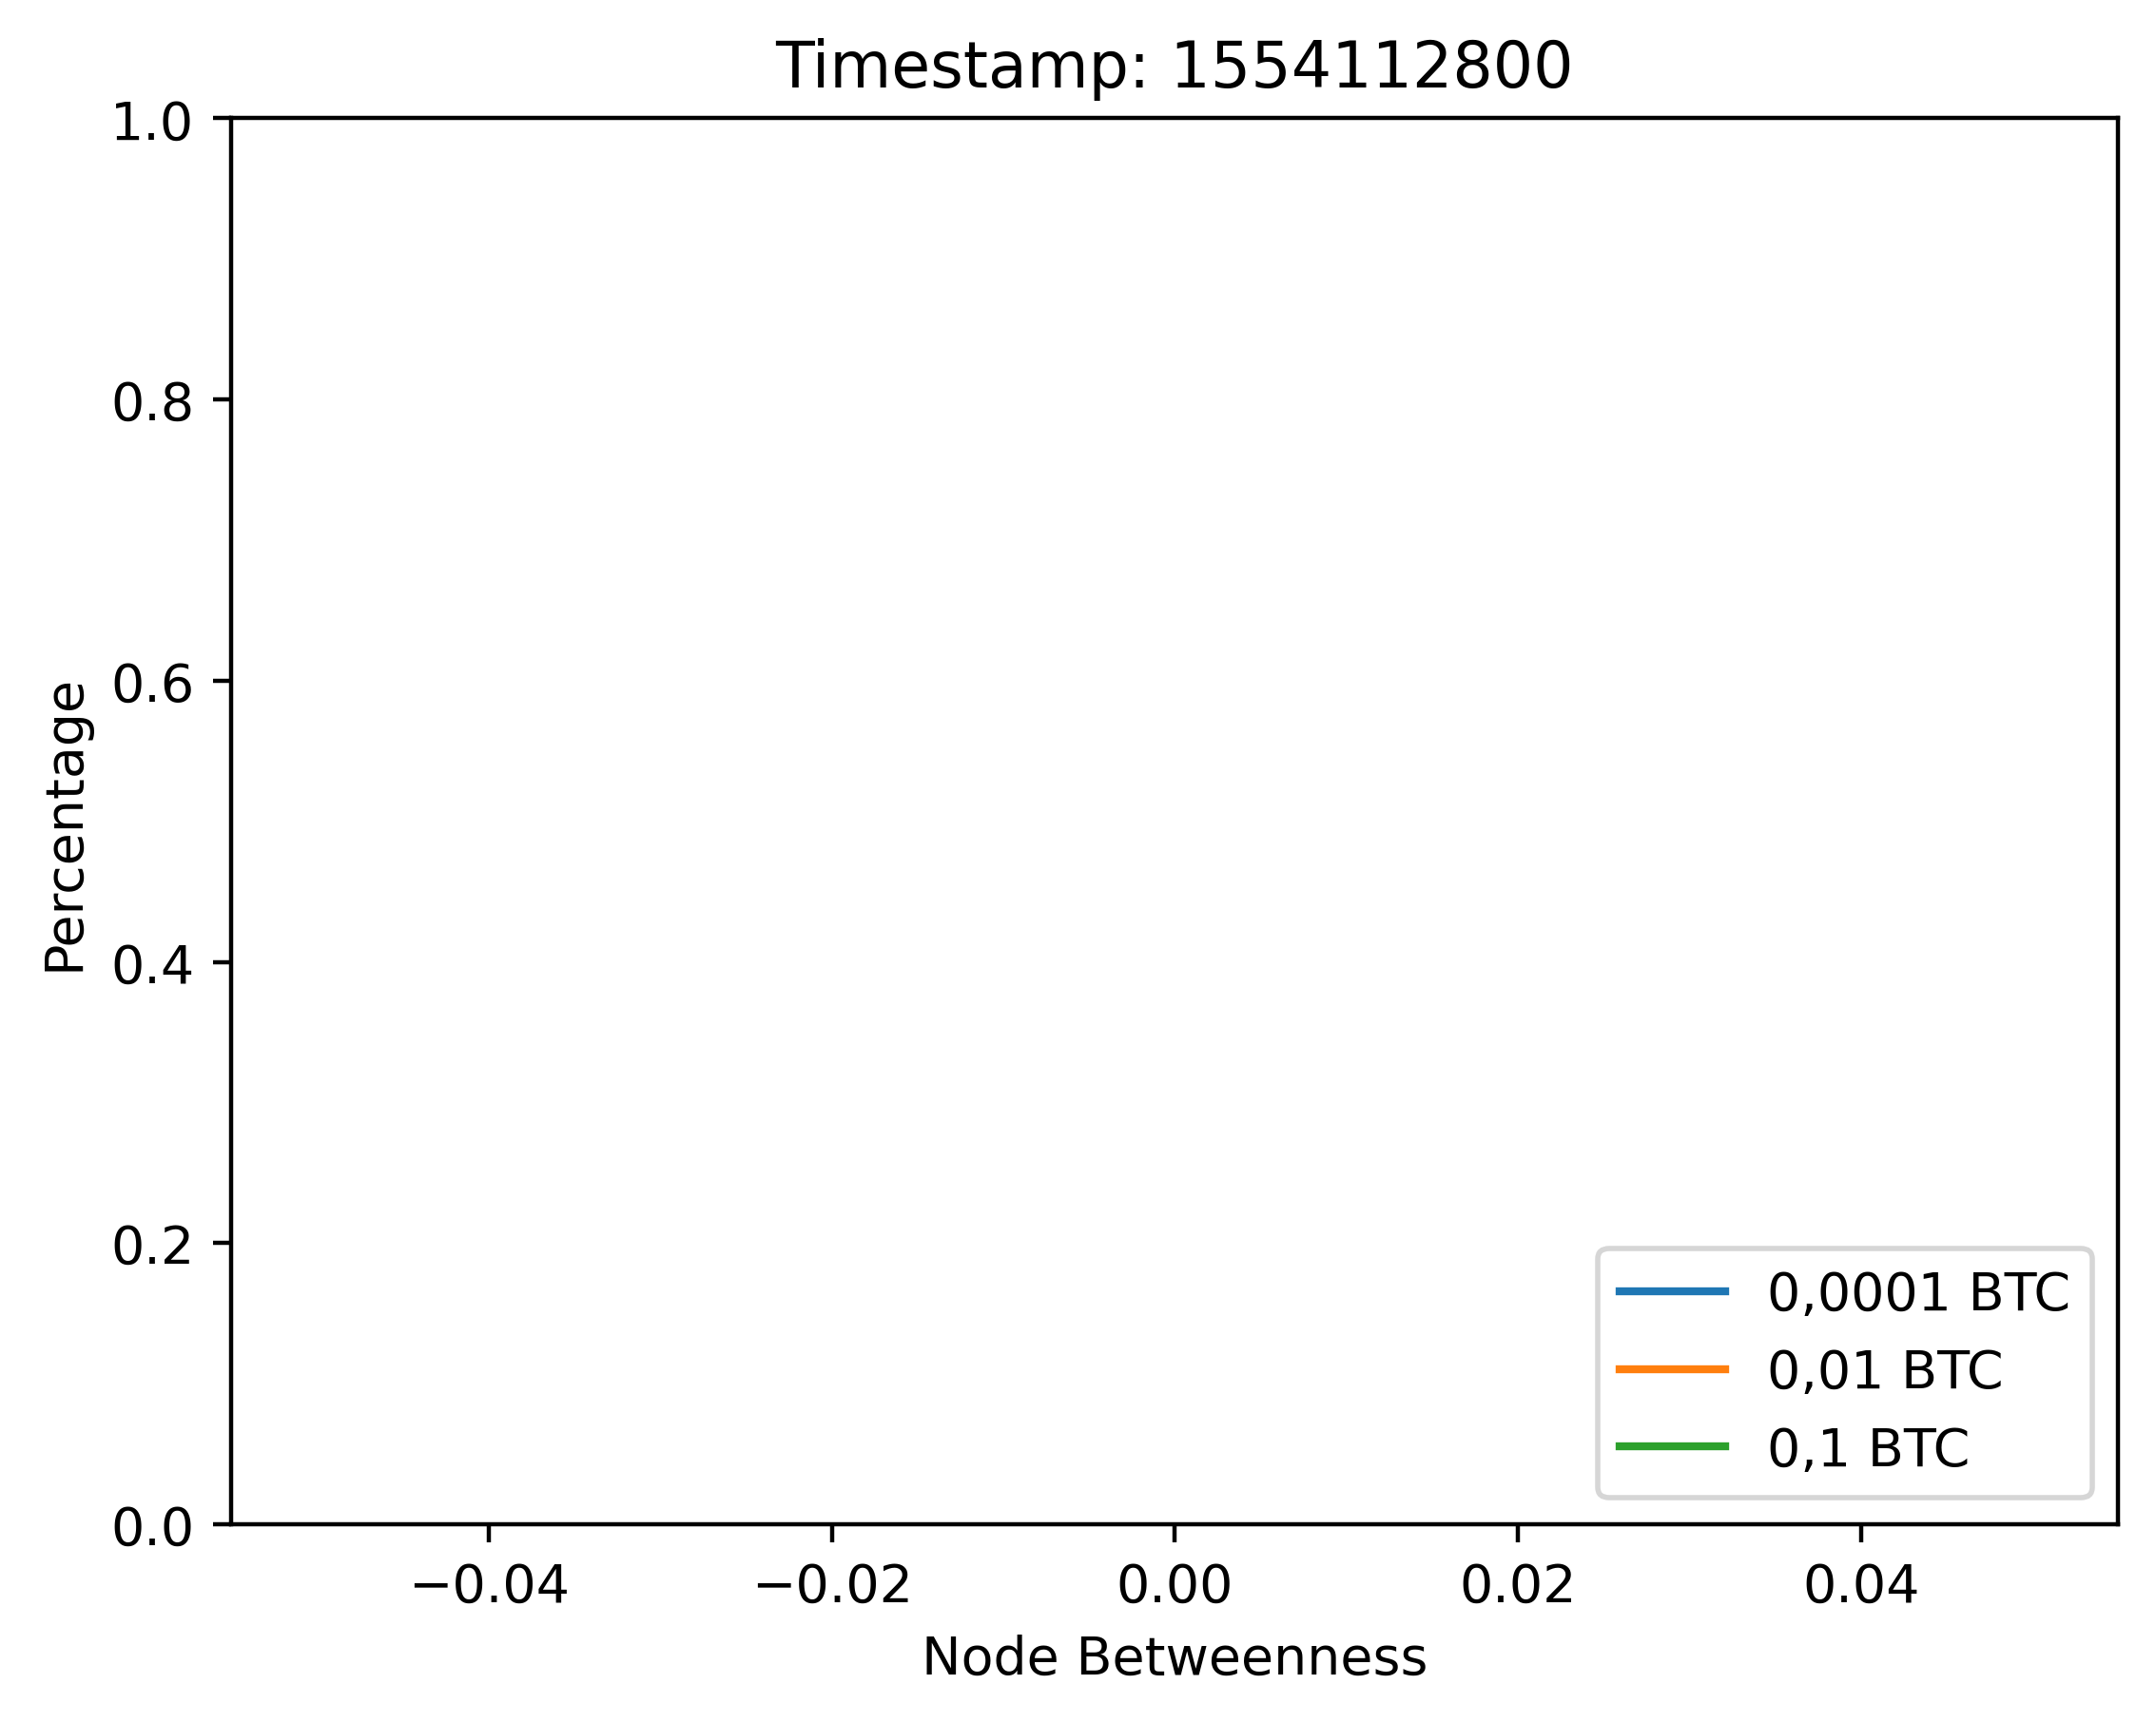 Timestamp: 1554112800
1.0
0.8
0.6
0.4
0.2
0.0
Percentage
0,0001 BTC
0,01 BTC
0,1 BTC
−0.04 −0.02 0.00 0.02 0.04
Node Betweenness